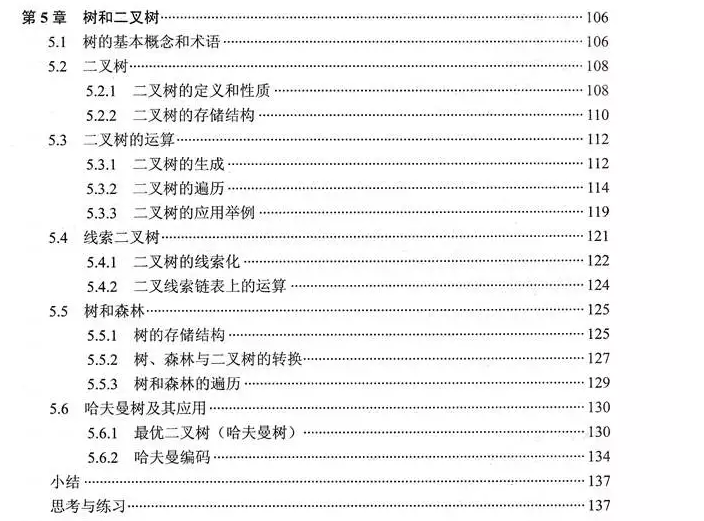 第 5 章 树和二叉树 106
5.1 树的基本概念和术语 106
5.2 二叉树 108
5.2.1 二叉树的定义和性质 108
5.2.2 二叉树的存储结构 110
5.3 二叉树的运算 112
5.3.1 二叉树的生成 112
5.3.2 二叉树的遍历 114
5.3.3 二叉树的应用举例 119
5.4 线索二叉树 121
5.4.1 二叉树的线索化 122
5.4.2 二叉线索链表上的运算 124
5.5 树和森林 125
5.5.1 树的存储结构 125
5.5.2 树、森林与二叉树的转换 127
5.5.3 树和森林的遍历 129
5.6 哈夫曼树及其应用 130
5.6.1 最优二叉树（哈夫曼树） 130
5.6.2 哈夫曼编码 134
小结 137
思考与练习 137